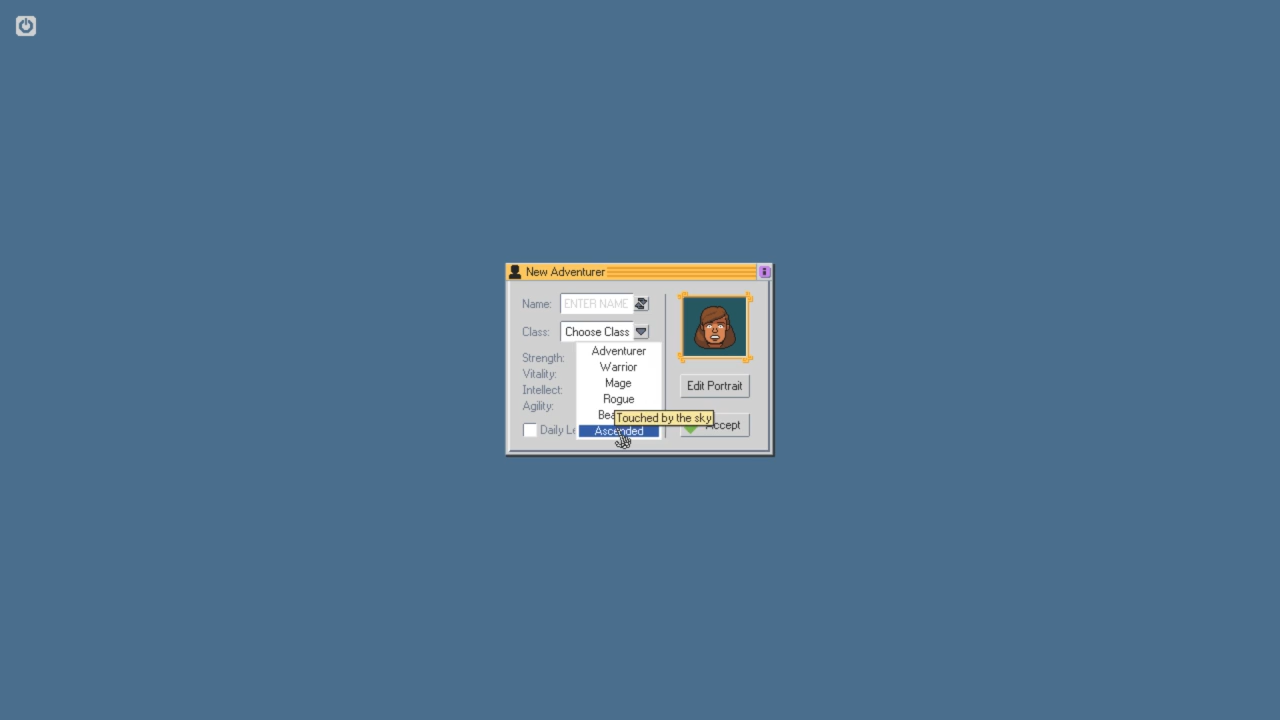 New Adventurer
Name: ENTER NAME
Class: Choose Class
Adventurer
Strength:
Warrior
Vitality:
Mage
Intellect:
Edit Portrait
Rogue
Agility:
Touched by the sky
Accept
Daily
Ascended